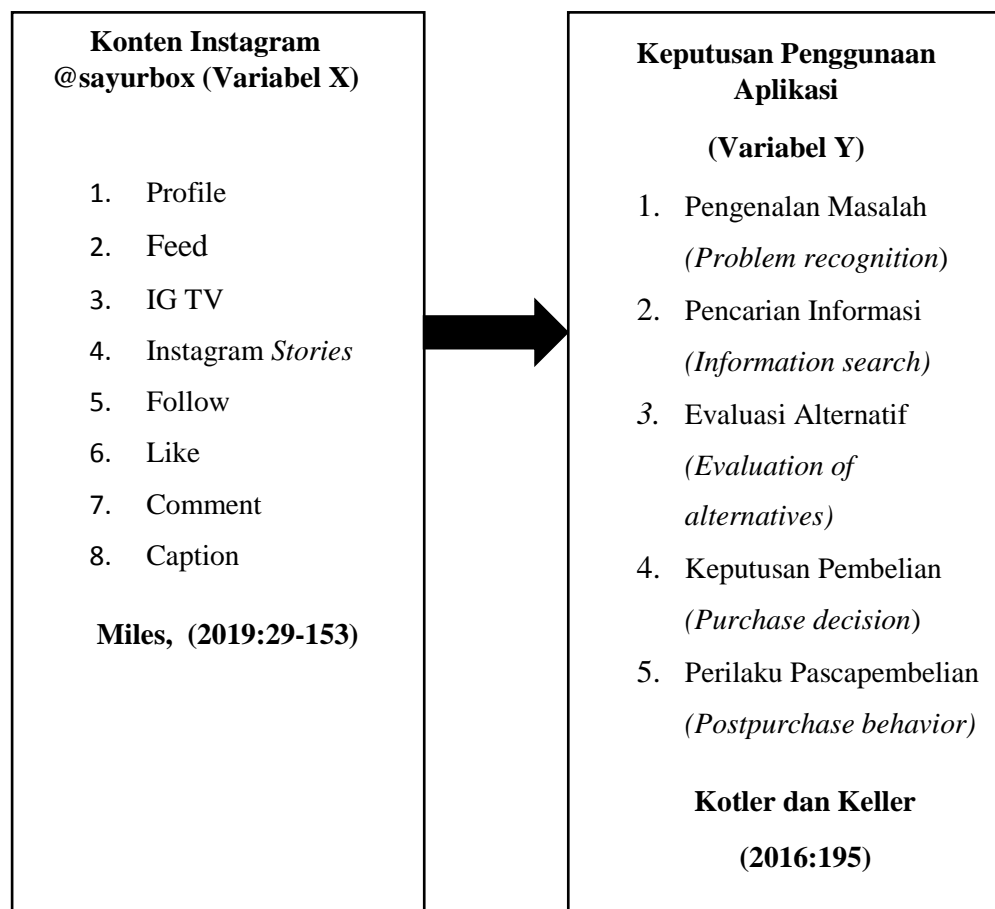 Konten Instagram
@sayurbox (Variabel X)
1. Profile
2. Feed
3. IG TV
4. Instagram Stories
5. Follow
6. Like
7. Comment
8. Caption
Miles, (2019:29-153)
Keputusan Penggunaan
Aplikasi
(Variabel Y)
1. Pengenalan Masalah
(Problem recognition)
2. Pencarian Informasi
(Information search)
3. Evaluasi Alternatif
(Evaluation of
alternatives)
4. Keputusan Pembelian
(Purchase decision)
5. Perilaku Pascapembelian
(Postpurchase behavior)
Kotler dan Keller
(2016:195)